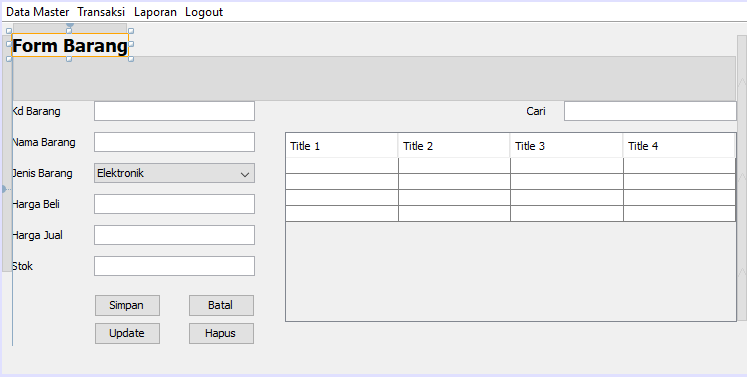 Data Master Transaksi Laporan Logout
Form Barang
Kd Barang
Cari
Nama Barang
Title 1 Title 2 Title 3 Title 4
Jenis Barang Elektronik
Harga Beli
Harga Jual
Stok
Simpan Batal
Update Hapus